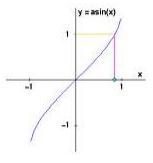 y = asin(x)
1
x
-1
1
-1